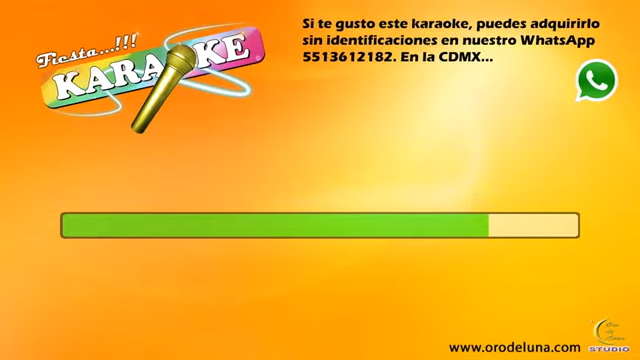 Fiesta...!!!
KARAOKE
Si te gusto este karaoke, puedes adquirirlo
sin identificaciones en nuestro WhatsApp
5513612182. En la CDMX...
www.orodeluna.com
STUDIO